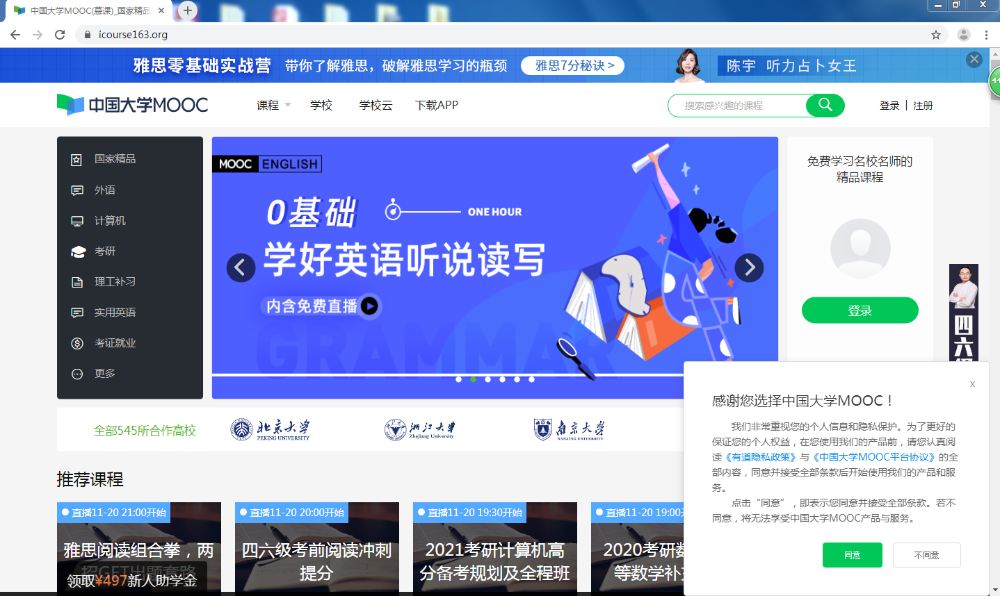 中国大学MOOC(慕课)_国家精品
icourse163.org
雅思零基础实战营 带你了解雅思，破解雅思学习的瓶颈 雅思7分秘诀 > 陈宇 听力占卜女王
44
中国大学MOOC 课程 学校 学校云 下载APP 搜索感兴趣的课程 登录 | 注册
国家精品
外语
计算机
考研
理工补习
实用英语
考证就业
更多
MOOC ENGLISH
0基础 ONE HOUR
学好英语听说读写
内含免费直播
GRAMMAR
免费学习名校名师的
精品课程
登录
四
六
全部545所合作高校
北京大学
PEKING UNIVERSITY
浙江大学
Zhejiang University
南京大学
NANJING UNIVERSITY
推荐课程
直播11-20 21:00开始
雅思阅读组合拳，两
招GET出题套路
直播11-20 20:00开始
四六级考前阅读冲刺
提分
直播11-20 19:30开始
2021考研计算机高
分备考规划及全程班
直播11-20 19:00
2020考研数
等数学补
领取¥497新人助学金
x
感谢您选择中国大学MOOC！
我们非常重视您的个人信息和隐私保护。为了更好的
保证您的个人权益，在您使用我们的产品前，请您认真阅
读《有道隐私政策》与《中国大学MOOC平台协议》的全
部内容，同意并接受全部条款后开始使用我们的产品和服
务。
点击“同意”，即表示您同意并接受全部条款。若不
同意，将无法享受中国大学MOOC产品与服务。
同意 不同意